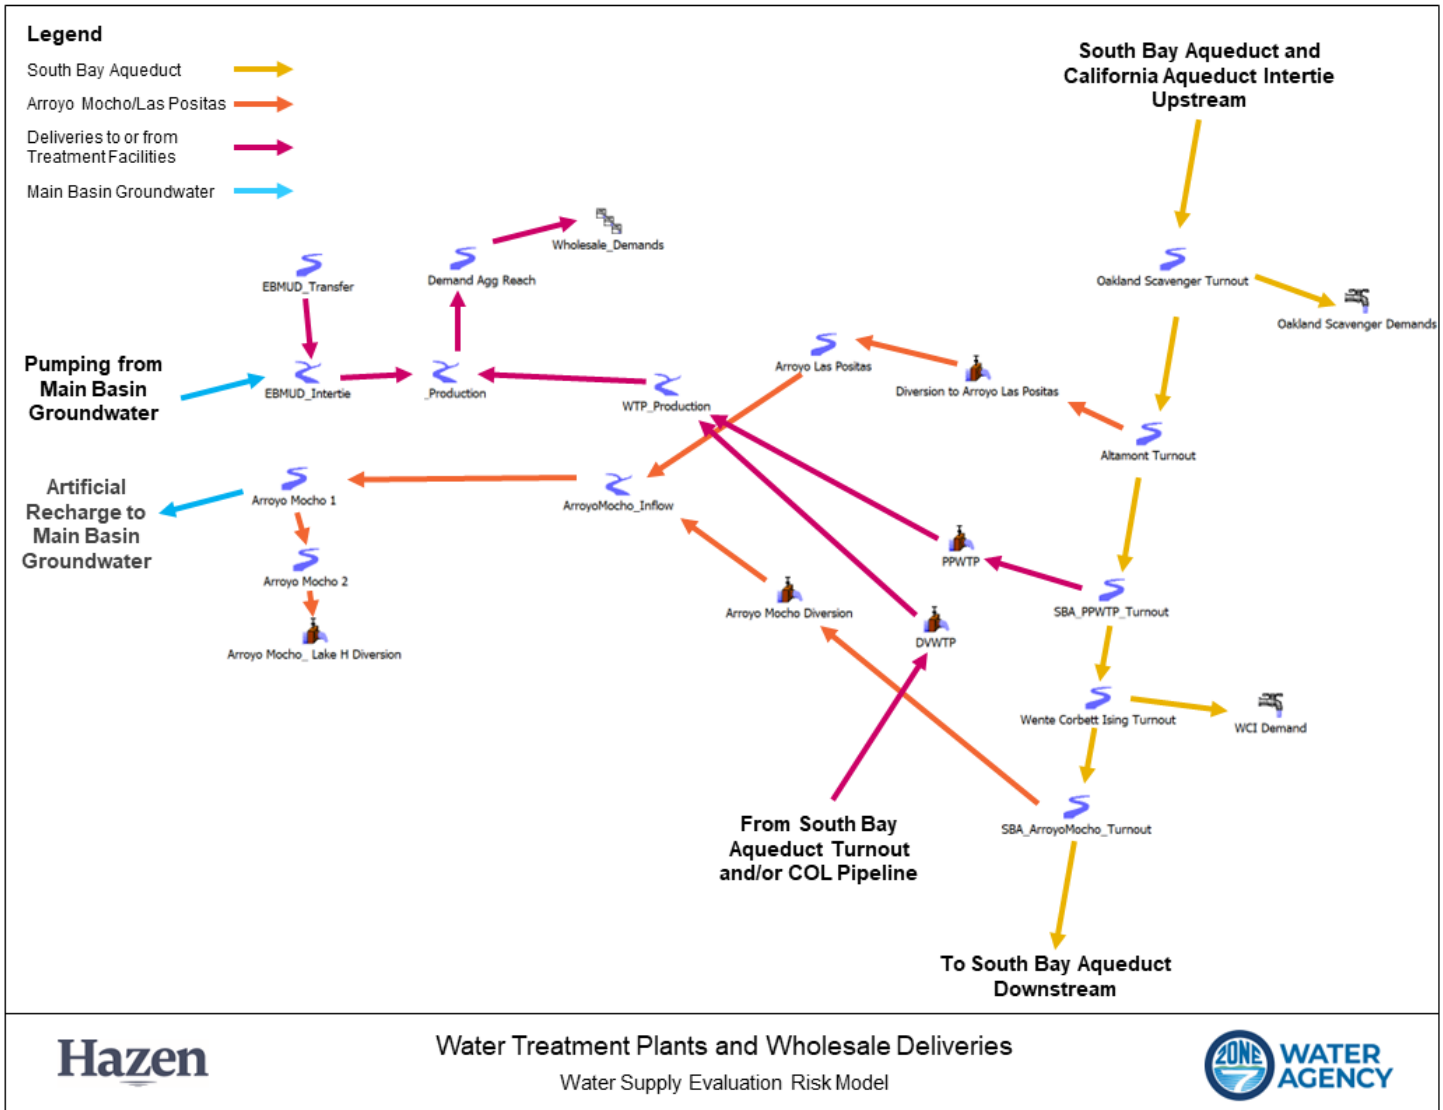 Legend
South Bay Aqueduct
Arroyo Mocho/Las Positas
Deliveries to or from
Treatment Facilities
Main Basin Groundwater
South Bay Aqueduct and
California Aqueduct Intertie
Upstream
Wholesale_Demands
EBMUD_Transfer
Demand Agg Reach
Oakland Scavenger Turnout
Oakland Scavenger Demands
Pumping from
Main Basin
Groundwater
EBMUD_Intertie
_Production
WTP_Production
Arroyo Las Positas
Diversion to Arroyo Las Positas
Altamont Turnout
Artificial
Recharge to
Main Basin
Groundwater
Arroyo Mocho 1
ArroyoMocho_Inflow
Arroyo Mocho 2
Arroyo Mocho_ Lake H Diversion
Arroyo Mocho Diversion
PPWTP
DVWTP
SBA_PPWTP_Turnout
Wente Corbett Ising Turnout
WCI Demand
SBA_ArroyoMocho_Turnout
From South Bay
Aqueduct Turnout
and/or COL Pipeline
To South Bay Aqueduct
Downstream
Hazen
Water Treatment Plants and Wholesale Deliveries
Water Supply Evaluation Risk Model
ZONE 7
WATER
AGENCY